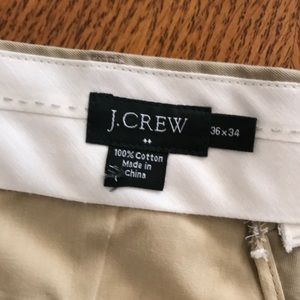 J.CREW
36 x 34
100% Cotton
Made in
China